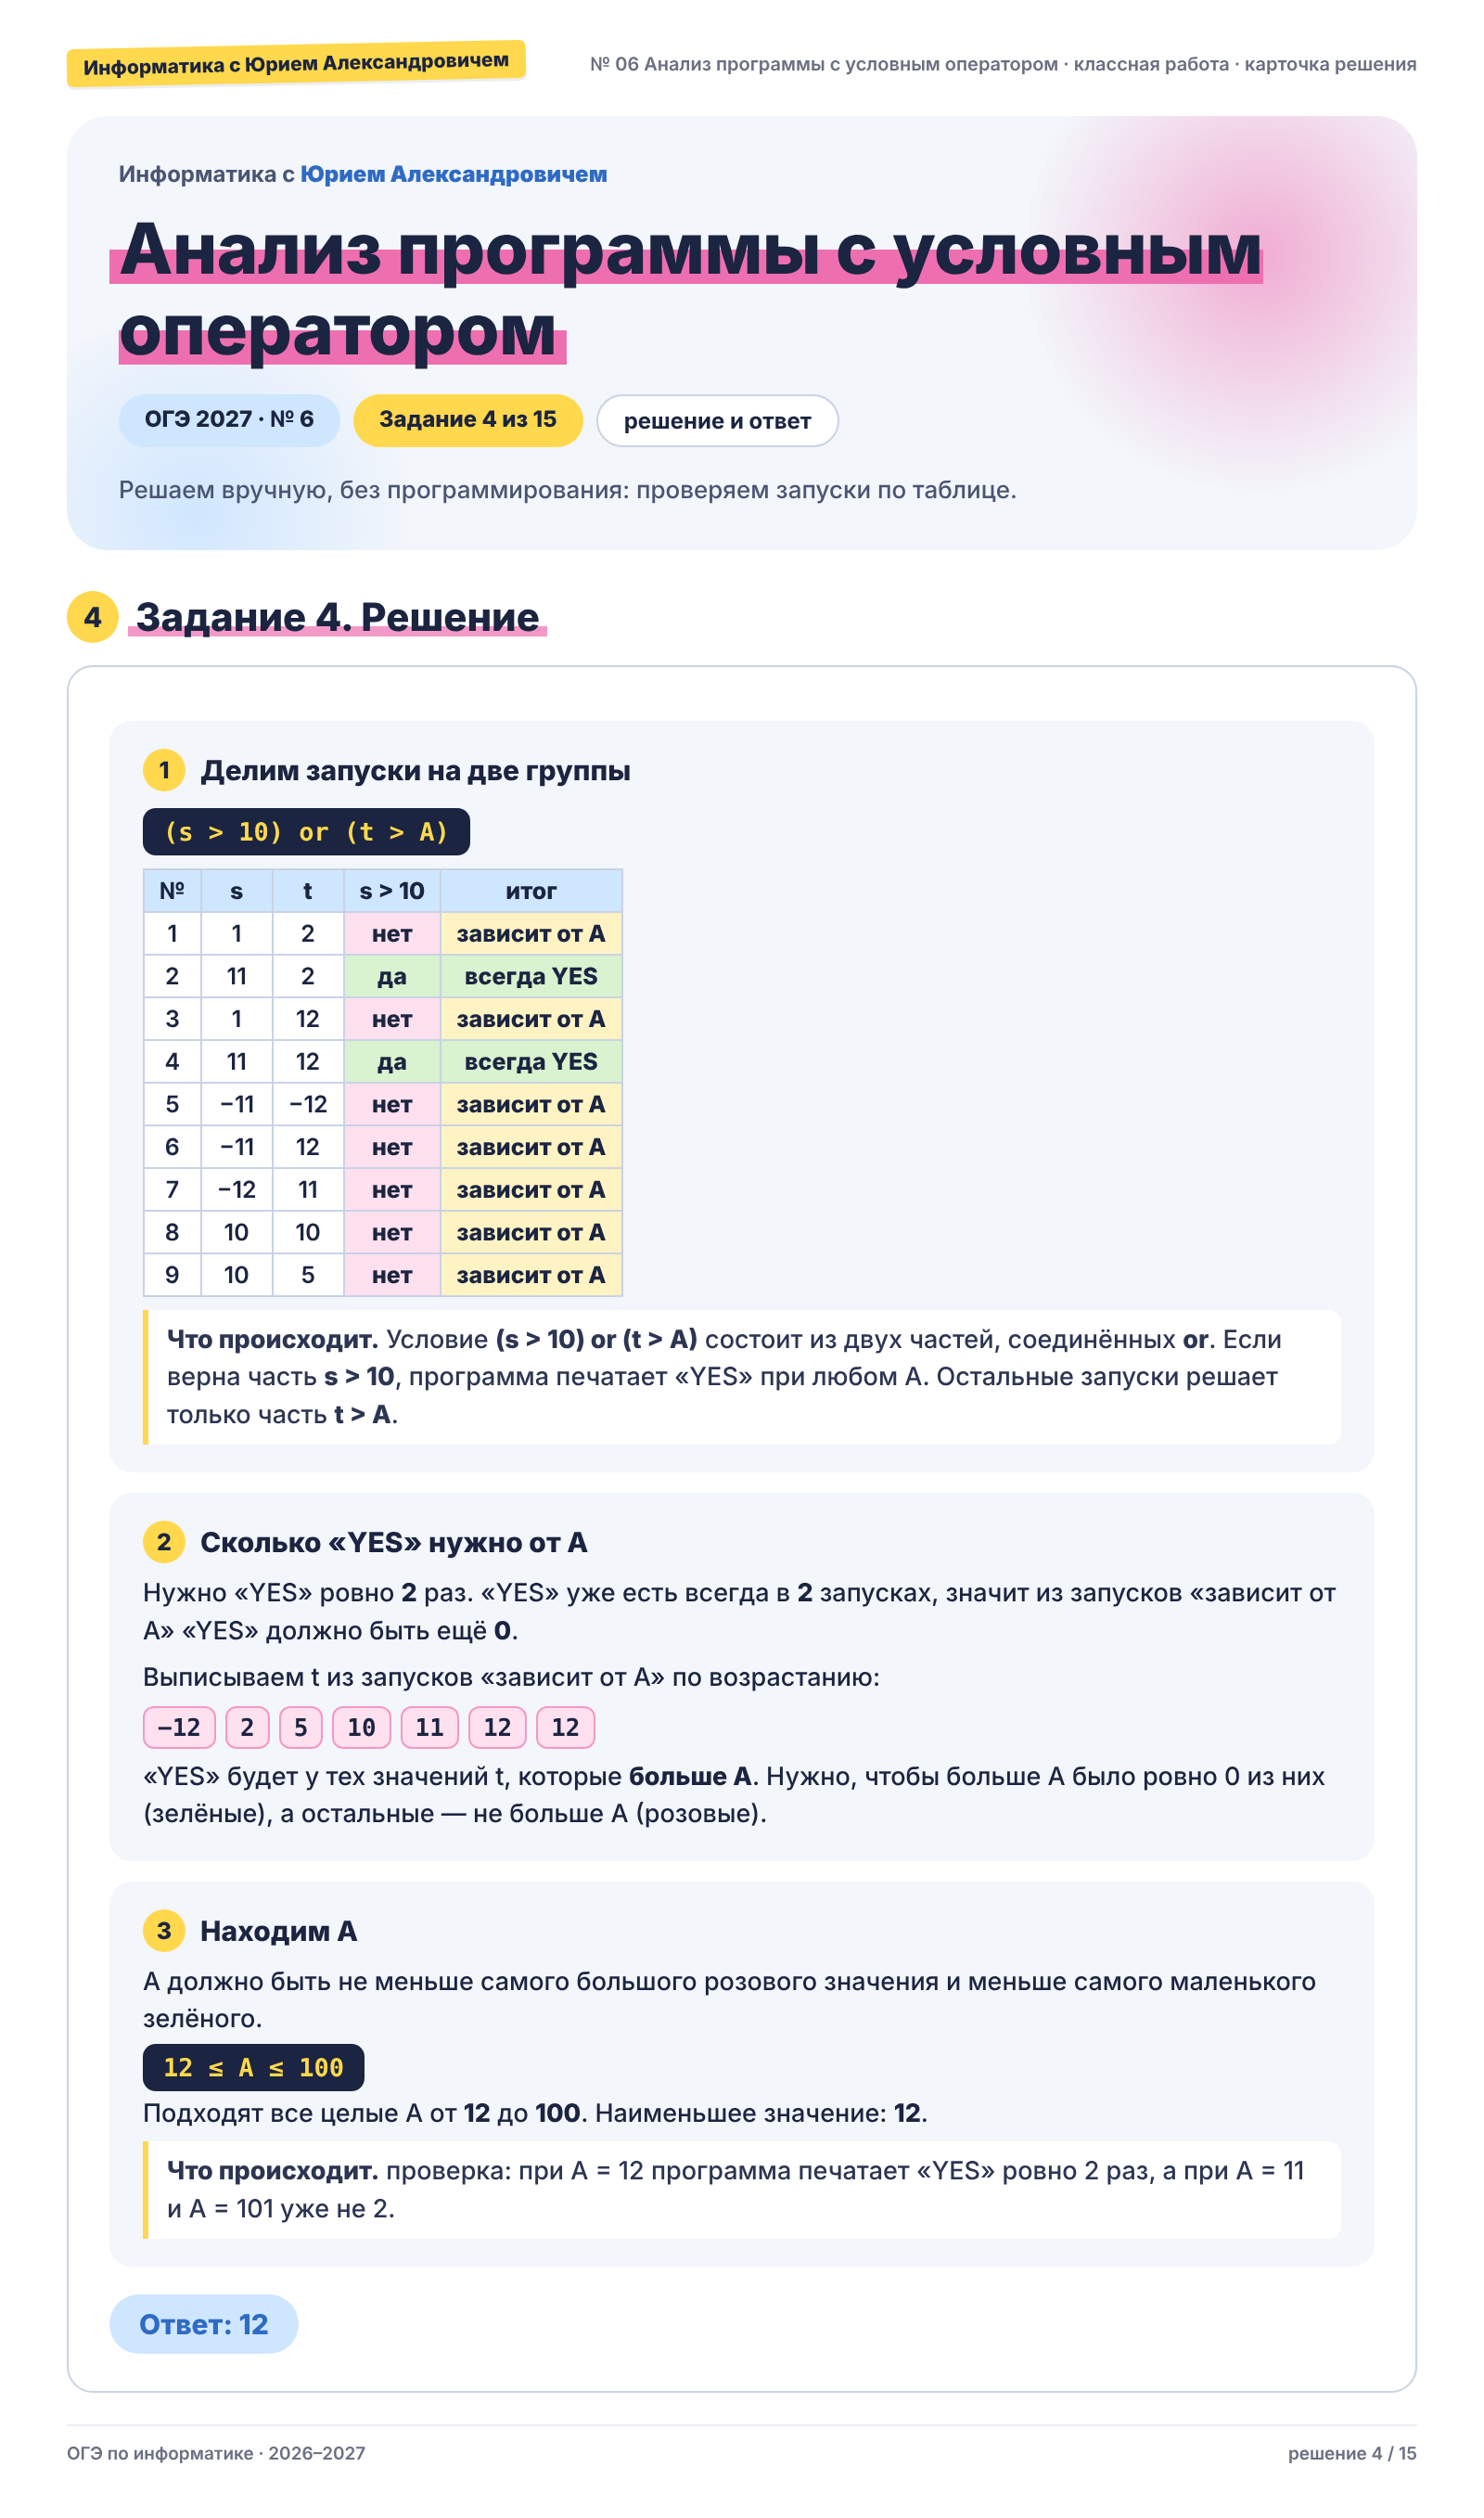 Информатика с Юрием Александровичем
№ 06 Анализ программы с условным оператором · классная работа · карточка решения
Информатика с Юрием Александровичем
Анализ программы с условным
оператором
ОГЭ 2027 · № 6
Задание 4 из 15
решение и ответ
Решаем вручную, без программирования: проверяем запуски по таблице.
4 Задание 4. Решение
1 Делим запуски на две группы
(s > 10) or (t > A)
№ s t s > 10 итог
1 1 2 нет зависит от А
2 11 2 да всегда YES
3 1 12 нет зависит от А
4 11 12 да всегда YES
5 −11 −12 нет зависит от А
6 −11 12 нет зависит от А
7 −12 11 нет зависит от А
8 10 10 нет зависит от А
9 10 5 нет зависит от А
Что происходит. Условие (s > 10) or (t > A) состоит из двух частей, соединённых or. Если
верна часть s > 10, программа печатает «YES» при любом А. Остальные запуски решает
только часть t > A.
2 Сколько «YES» нужно от А
Нужно «YES» ровно 2 раз. «YES» уже есть всегда в 2 запусках, значит из запусков «зависит от
А» «YES» должно быть ещё 0.
Выписываем t из запусков «зависит от А» по возрастанию:
−12 2 5 10 11 12 12
«YES» будет у тех значений t, которые больше А. Нужно, чтобы больше А было ровно 0 из них
(зелёные), а остальные — не больше А (розовые).
3 Находим А
А должно быть не меньше самого большого розового значения и меньше самого маленького
зелёного.
12 ≤ A ≤ 100
Подходят все целые А от 12 до 100. Наименьшее значение: 12.
Что происходит. проверка: при А = 12 программа печатает «YES» ровно 2 раз, а при А = 11
и А = 101 уже не 2.
Ответ: 12
ОГЭ по информатике · 2026–2027
решение 4 / 15